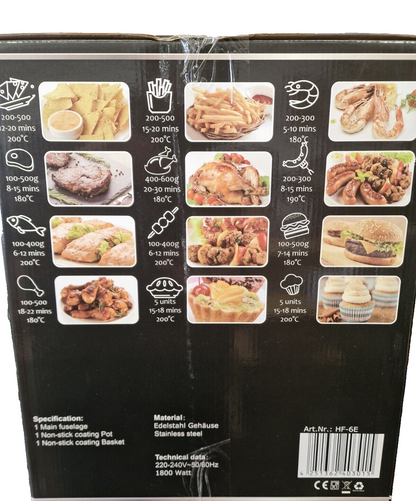 200-500
12-20 mins
200°C
200-500
15-20 mins
200°C
200-300
5-10 mins
180°C
100-500g
8-15 mins
180°C
400-600g
20-30 mins
180°C
200-300
8-15 mins
190°C
100-400g
6-12 mins
200°C
100-400g
6-12 mins
200°C
100-500g
7-14 mins
180°C
100-500
18-22 mins
180°C
5 units
15-18 mins
200°C
5 units
15-18 mins
200°C
Specification:
1 Main fuselage
1 Non-stick coating Pot
1 Non-stick coating Basket
Material:
Edelstahl Gehäuse
Stainless steel
Technical data:
220-240V~50/60Hz
1800 Watt
Art.Nr.: HF-6E
CE